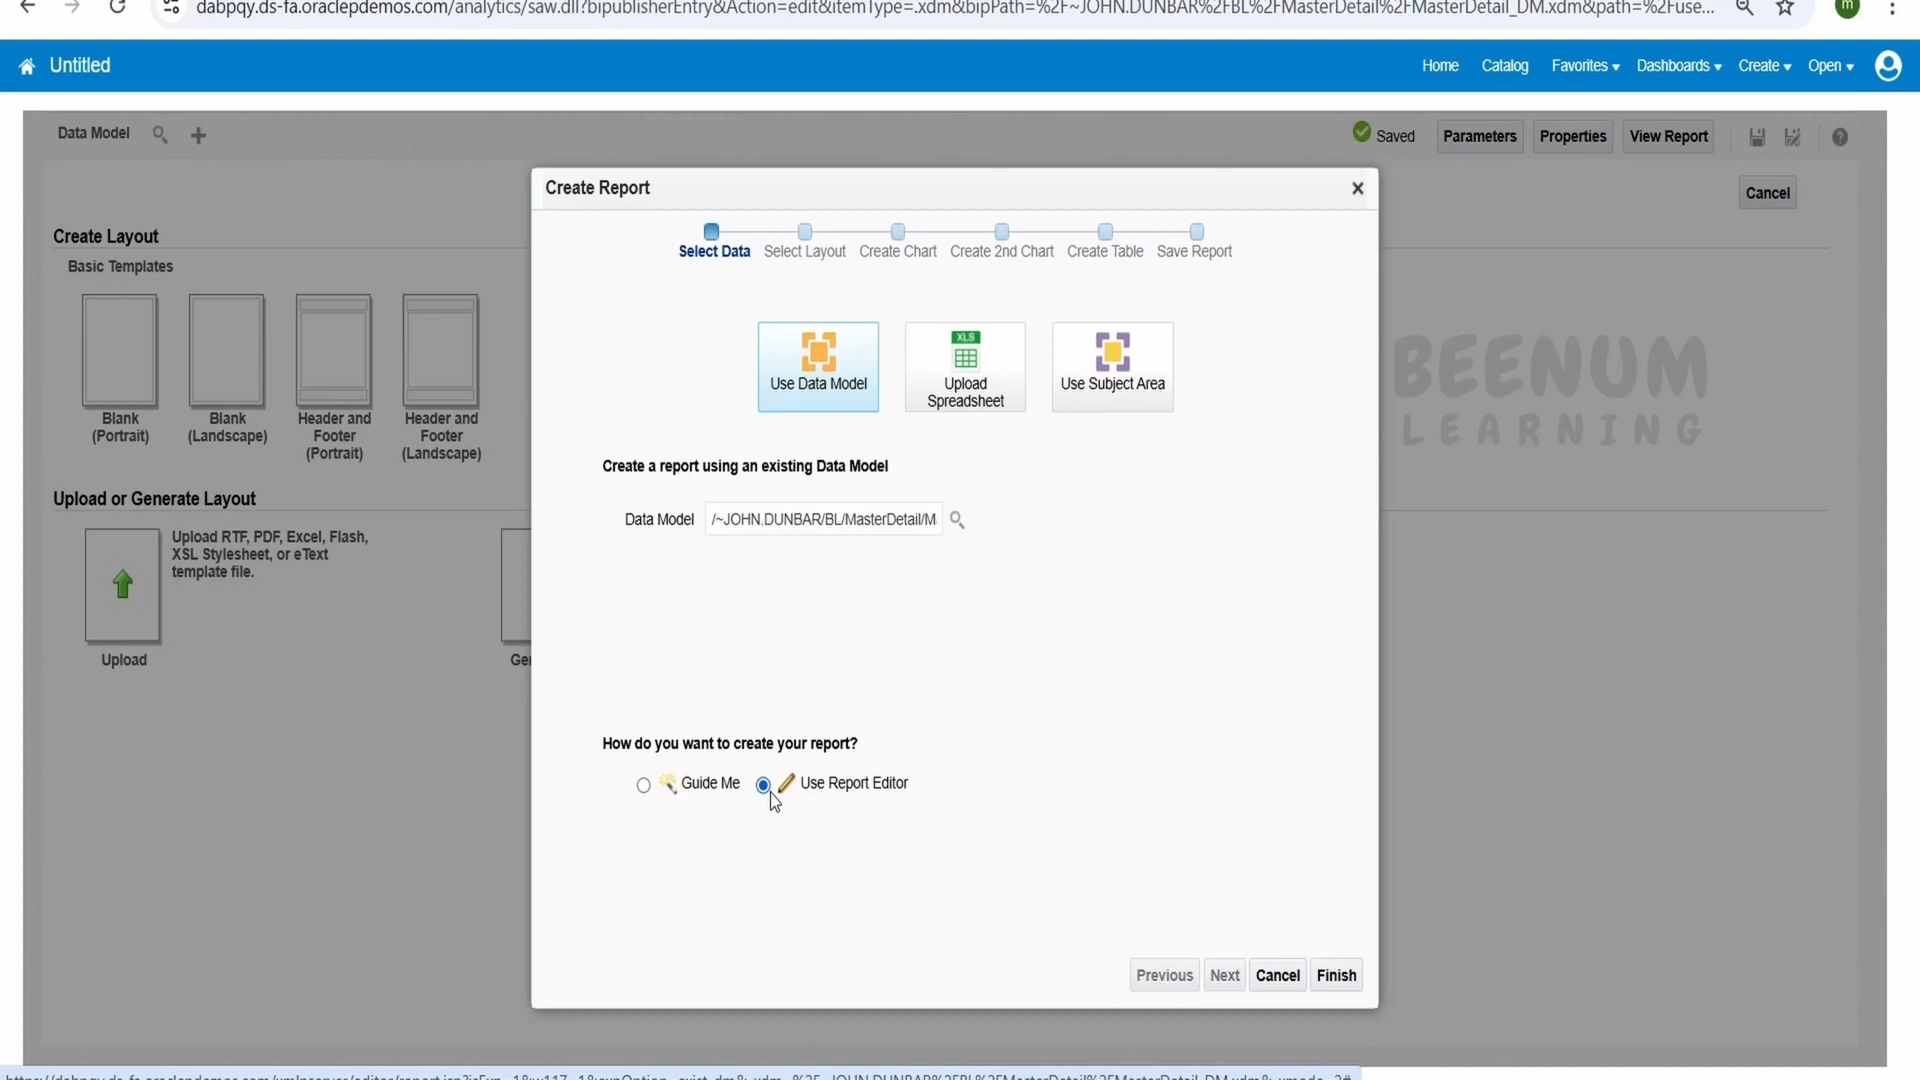 dabpqy.ds-fa.oraclepdemos.com/analytics/saw.dll?bipublisherEntry&Action=edit&itemType=.xdm&bipPath=%2F~JOHN.DUNBAR%2FBL%2FMasterDetail%2FMasterDetail_DM.xdm&path=%2Fuse...
m
Untitled
Home Catalog Favorites Dashboards Create Open
Data Model
Saved Parameters Properties View Report
Create Report
Cancel
Select Data Select Layout Create Chart Create 2nd Chart Create Table Save Report
Create Layout
Basic Templates
Blank
(Portrait)
Blank
(Landscape)
Header and
Footer
(Portrait)
Header and
Footer
(Landscape)
Use Data Model
XLS
Upload
Spreadsheet
Use Subject Area
BEENUM
LEARNING
Create a report using an existing Data Model
Data Model /~JOHN.DUNBAR/BL/MasterDetail/M
Upload or Generate Layout
Upload RTF, PDF, Excel, Flash,
XSL Stylesheet, or eText
template file.
Upload
Ge
How do you want to create your report?
Guide Me Use Report Editor
Previous Next Cancel Finish